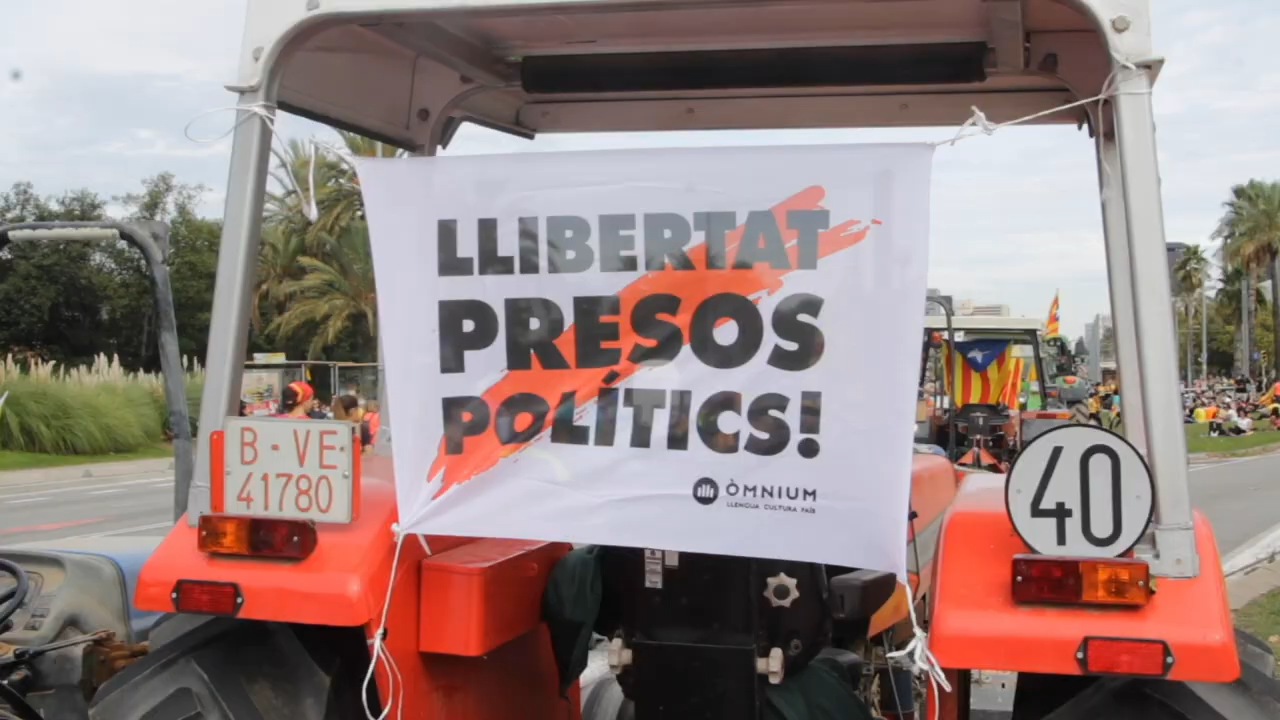 LLIBERTAT
PRESOS
POLÍTICS!
ÒMNIUM
LLENGUA CULTURA PAÍS
B-VE
41780
40